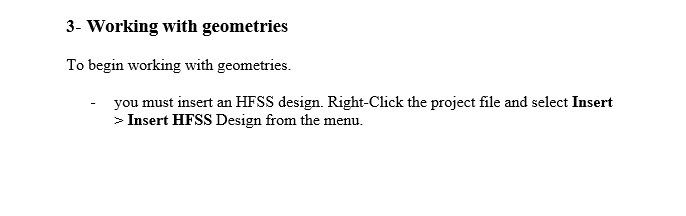 3- Working with geometries
To begin working with geometries.
- you must insert an HFSS design. Right-Click the project file and select Insert
> Insert HFSS Design from the menu.